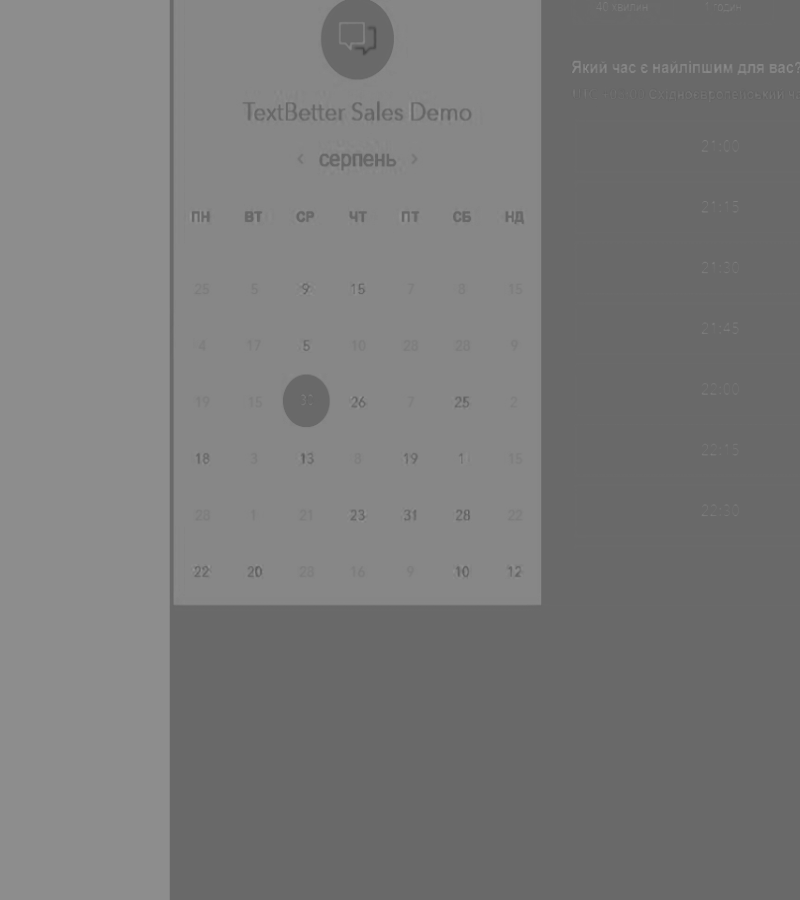 TextBetter Sales Demo
‹ серпень ›
ПН ВТ СР ЧТ ПТ СБ НД
25 5 9 15 7 8 15
4 17 5 10 28 28 9
19 15 26 7 25 2
18 3 13 8 19 1 15
23 1 21 23 31 28 22
22 20 28 16 9 10 12
40 хвилин 1 годин
Який час є найліпшим для вас?
21:00
21:15
21:30
21:45
22:00
22:15
22:30